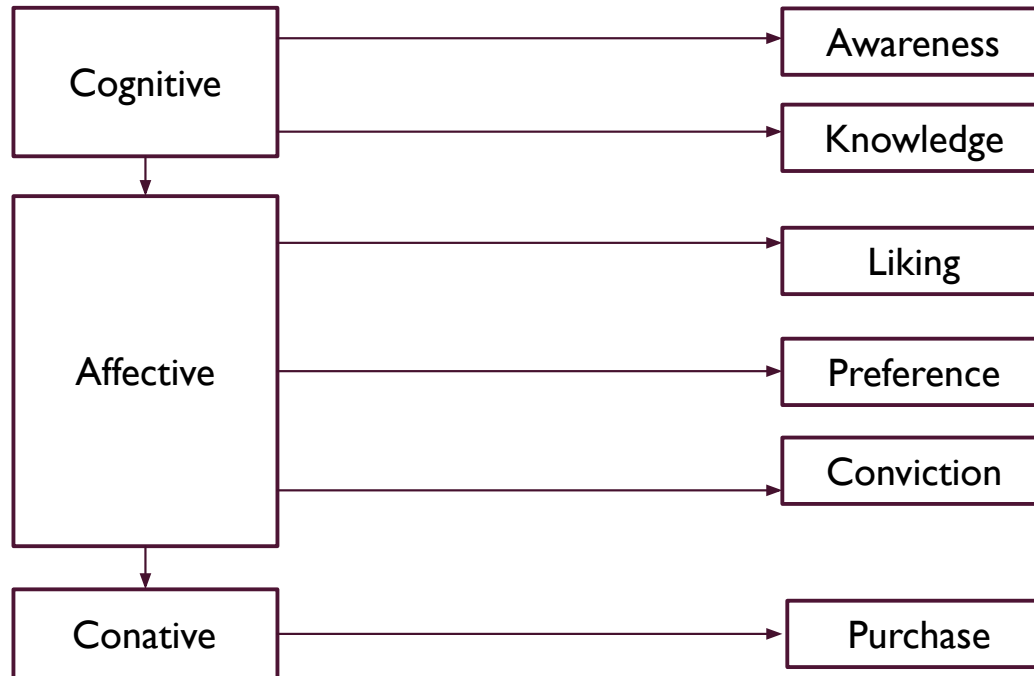 Cognitive
Awareness
Knowledge
Affective
Liking
Preference
Conviction
Conative
Purchase